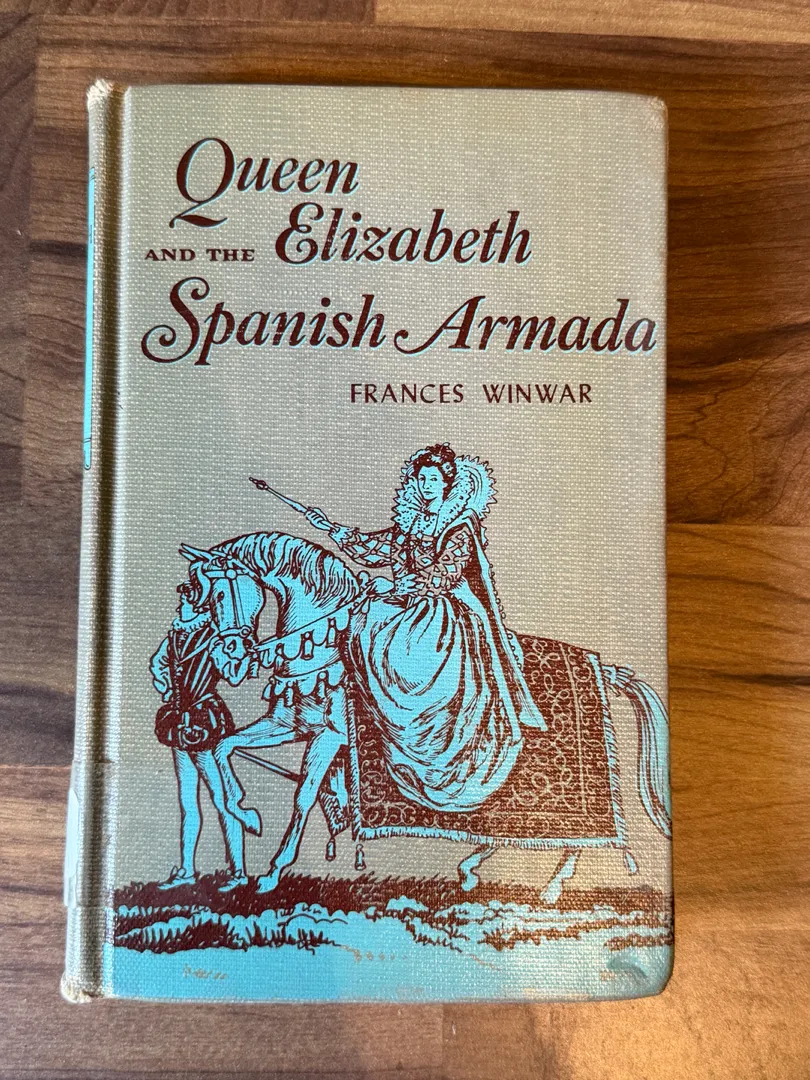 Queen
AND THE Elizabeth
Spanish Armada
FRANCES WINWAR